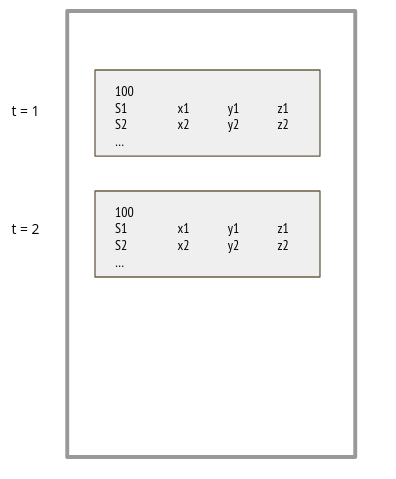 100
t = 1
S1 x1 y1 z1
S2 x2 y2 z2
...
100
t = 2
S1 x1 y1 z1
S2 x2 y2 z2
...